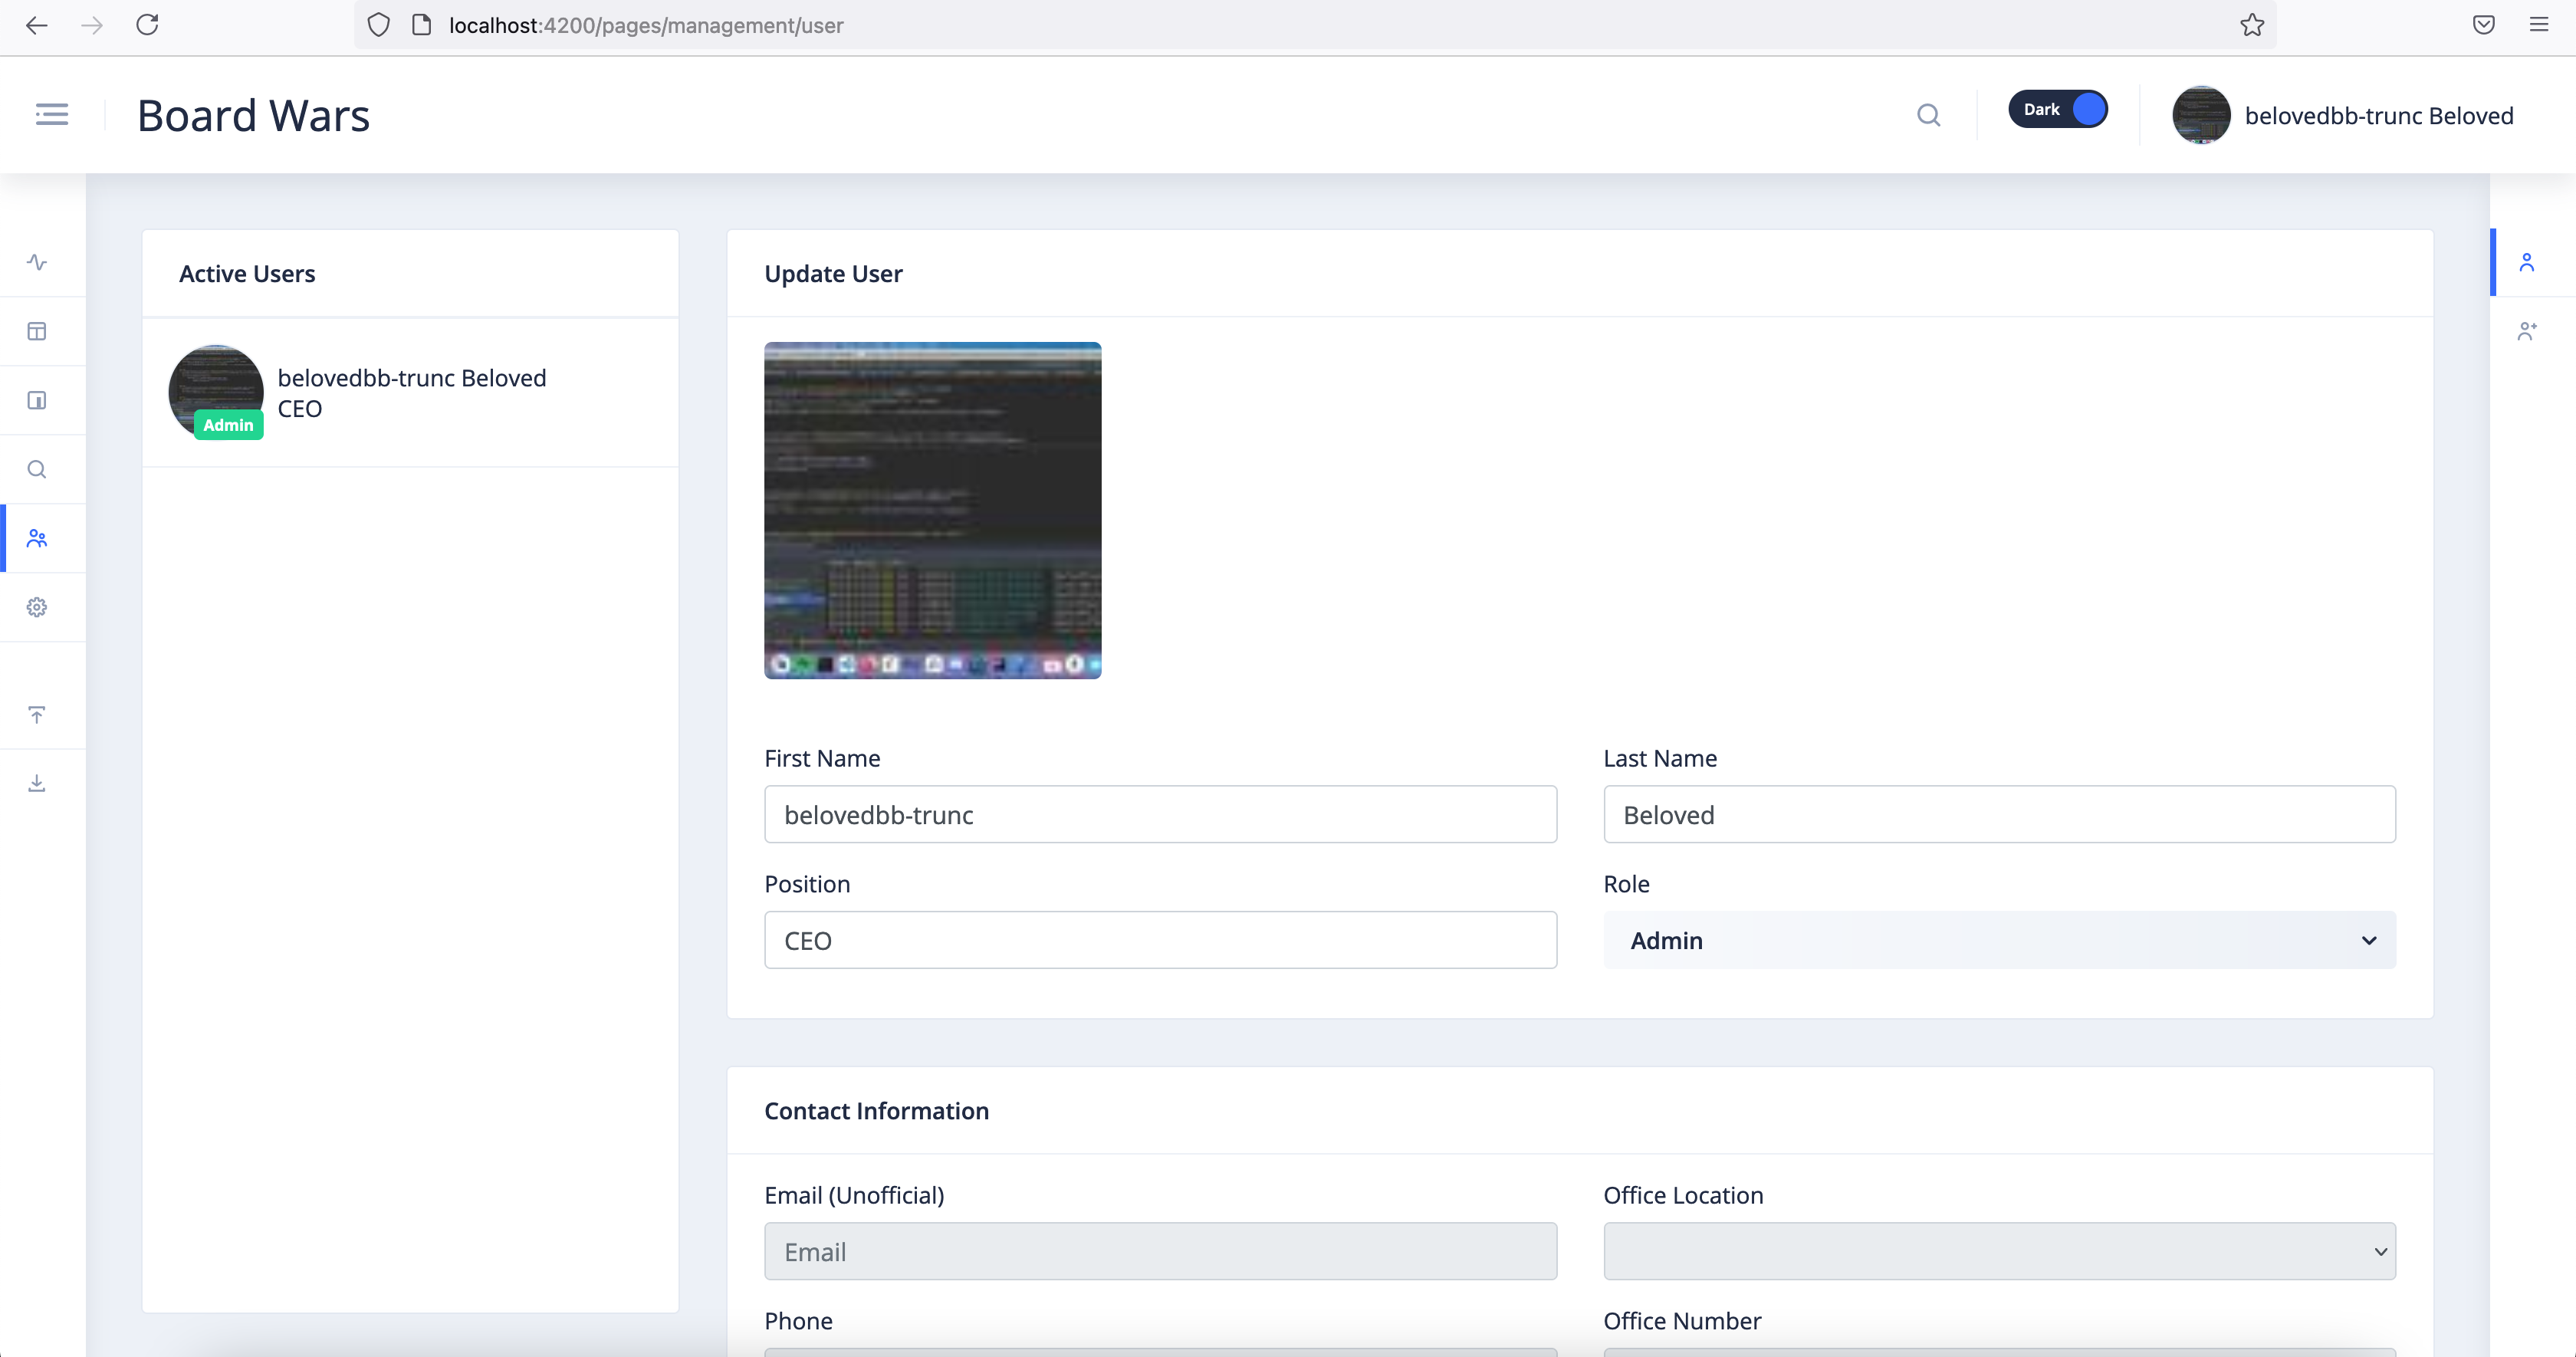 localhost:4200/pages/management/user
Board Wars
Dark
belovedbb-trunc Beloved
Active Users
belovedbb-trunc Beloved
CEO
Admin
Update User
First Name
Last Name
belovedbb-trunc
Beloved
Position
Role
CEO
Admin
Contact Information
Email (Unofficial)
Office Location
Email
Phone
Office Number